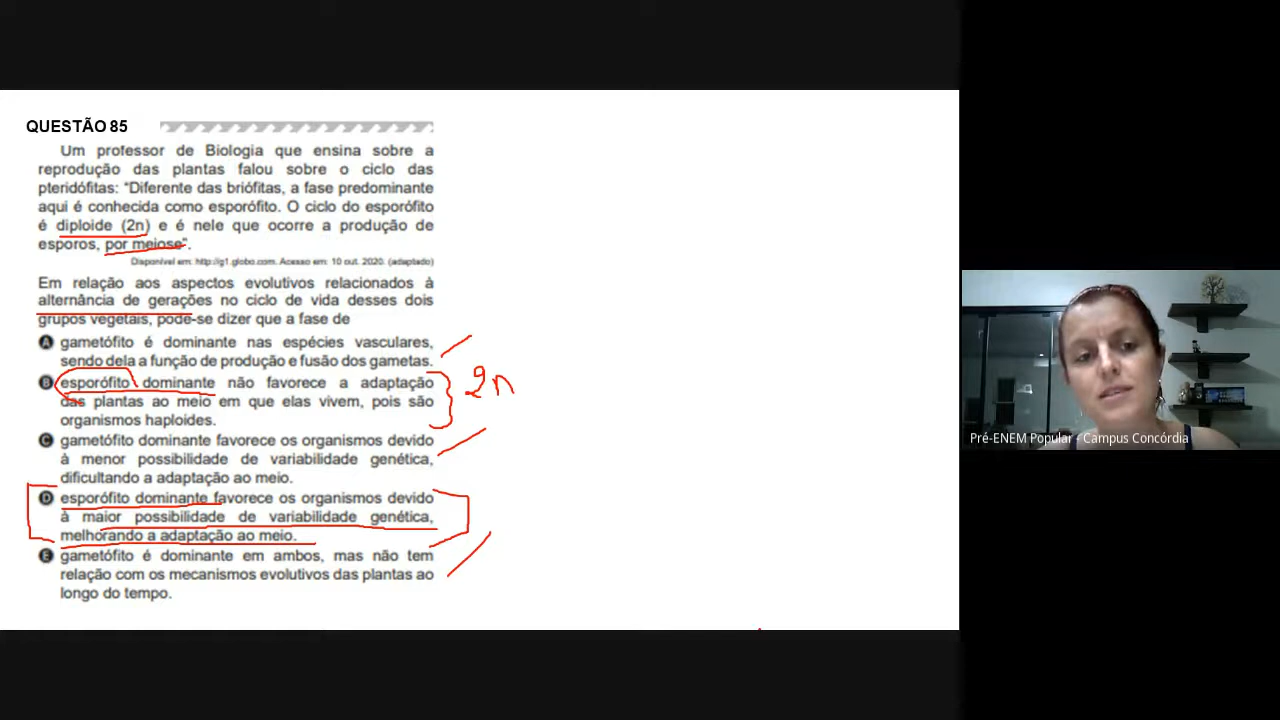 QUESTÃO 85
Um professor de Biologia que ensina sobre a
reprodução das plantas falou sobre o ciclo das
pteridófitas: “Diferente das briófitas, a fase predominante
aqui é conhecida como esporófito. O ciclo do esporófito
é diploide (2n) e é nele que ocorre a produção de
esporos, por meiose”.
Disponível em: http://g1.globo.com. Acesso em: 10 out. 2020. (adaptado)
Em relação aos aspectos evolutivos relacionados à
alternância de gerações no ciclo de vida desses dois
grupos vegetais, pode-se dizer que a fase de
A gametófito é dominante nas espécies vasculares,
sendo dela a função de produção e fusão dos gametas.
B esporófito dominante não favorece a adaptação
das plantas ao meio em que elas vivem, pois são
organismos haploides.
2n
C gametófito dominante favorece os organismos devido
à menor possibilidade de variabilidade genética,
dificultando a adaptação ao meio.
D esporófito dominante favorece os organismos devido
à maior possibilidade de variabilidade genética,
melhorando a adaptação ao meio.
E gametófito é dominante em ambos, mas não tem
relação com os mecanismos evolutivos das plantas ao
longo do tempo.
Pré-ENEM Popular - Campus Concórdia